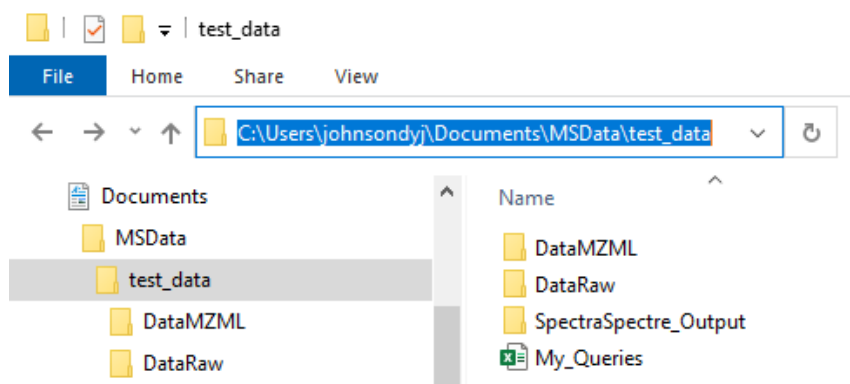 test_data
File Home Share View
C:\Users\johnsondyj\Documents\MSData\test_data
Documents
MSData
test_data
DataMZML
DataRaw
Name
DataMZML
DataRaw
SpectraSpectre_Output
My_Queries